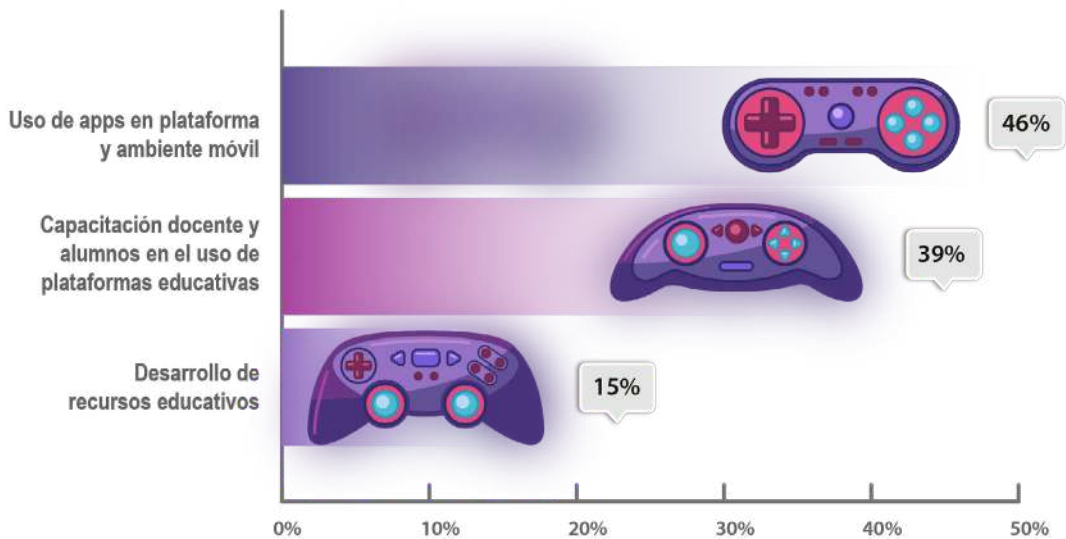 Uso de apps en plataforma
y ambiente móvil
46%
Capacitación docente y
alumnos en el uso de
plataformas educativas
39%
Desarrollo de
recursos educativos
15%
0%
10%
20%
30%
40%
50%